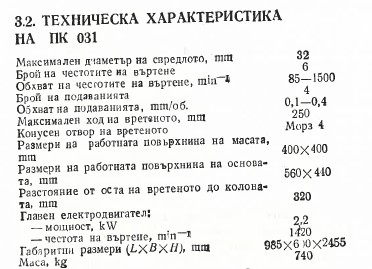 3.2. ТЕХНИЧЕСКА ХАРАКТЕРИСТИКА
НА ПК 031
Максимален диаметър на свредлото, mm 32
Брой на честотите на въртене 6
Обхват на честотите на въртене, min⁻¹ 85—1500
Брой на подаванията 4
Обхват на подаванията, mm/об. 0,1—0,4
Максимален ход на вретеното, mm 250
Конусен отвор на вретеното Морз 4
Размери на работната повърхнина на масата,
mm 400×400
Размери на работната повърхнина на основа-
та, mm 560×440
Разстояние от оста на вретеното до колона-
та, mm 320
Главен електродвигател:
— мощност, kW 2,2
— честота на въртене, min⁻¹ 1420
Габаритни размери (L×B×H), mm 985×6 0×2455
Маса, kg 740